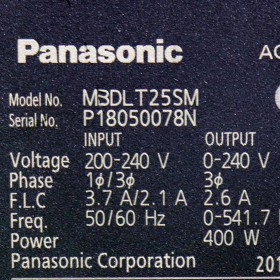 Panasonic AC
Model No. MBDLT25SM
Serial No. P18050078N
INPUT OUTPUT
Voltage 200-240 V 0-240 V
Phase 1ϕ/3ϕ 3ϕ
F.L.C 3.7 A/2.1 A 2.6 A
Freq. 50/60 Hz 0-541.7
Power 400 W
Panasonic Corporation 201